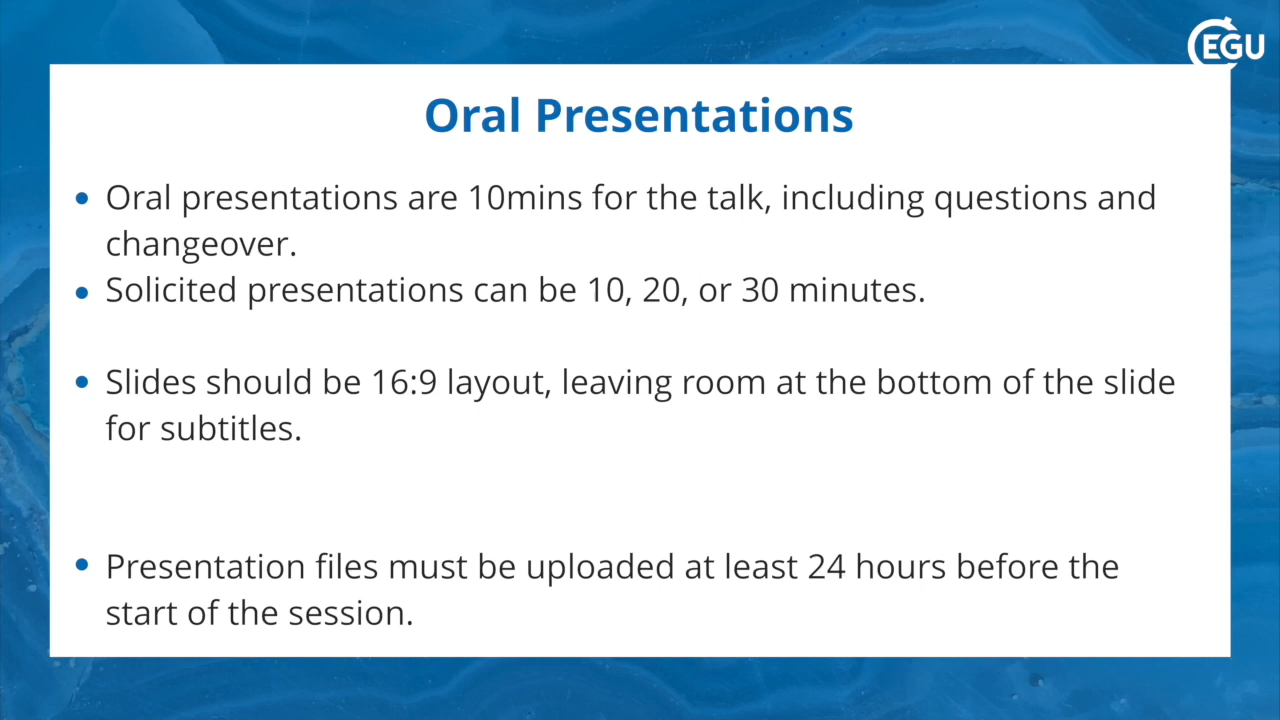 EGU
Oral Presentations
• Oral presentations are 10mins for the talk, including questions and
changeover.
• Solicited presentations can be 10, 20, or 30 minutes.
• Slides should be 16:9 layout, leaving room at the bottom of the slide
for subtitles.
• Presentation files must be uploaded at least 24 hours before the
start of the session.